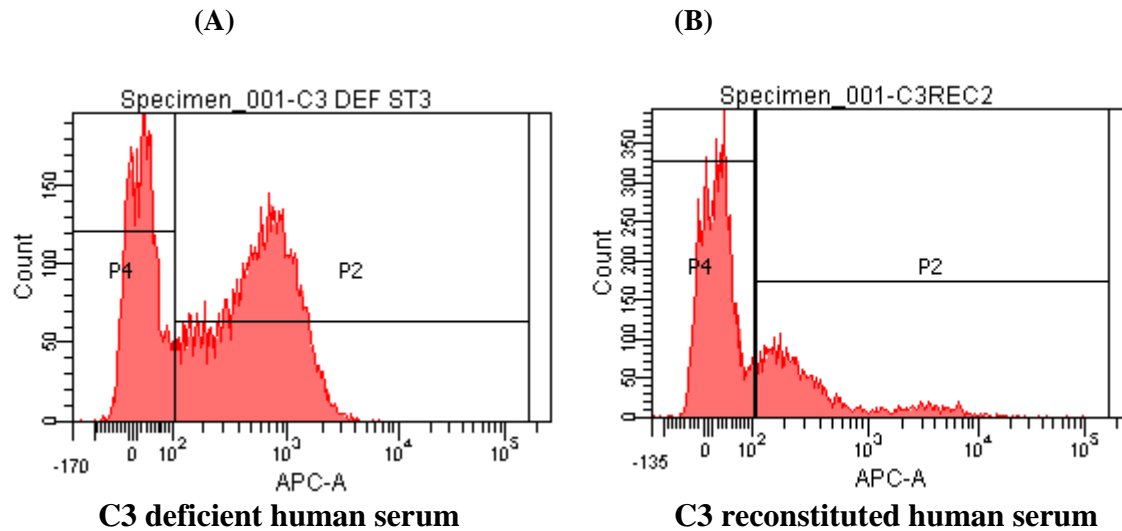 (A)
(B)
Specimen_001-C3 DEF ST3
Count
150
100
50
0
P4
P2
-170
0
10²
10³
10⁴
10⁵
APC-A
C3 deficient human serum
Specimen_001-C3REC2
Count
350
300
250
200
150
100
50
0
P4
P2
-135
0
10²
10³
10⁴
10⁵
APC-A
C3 reconstituted human serum